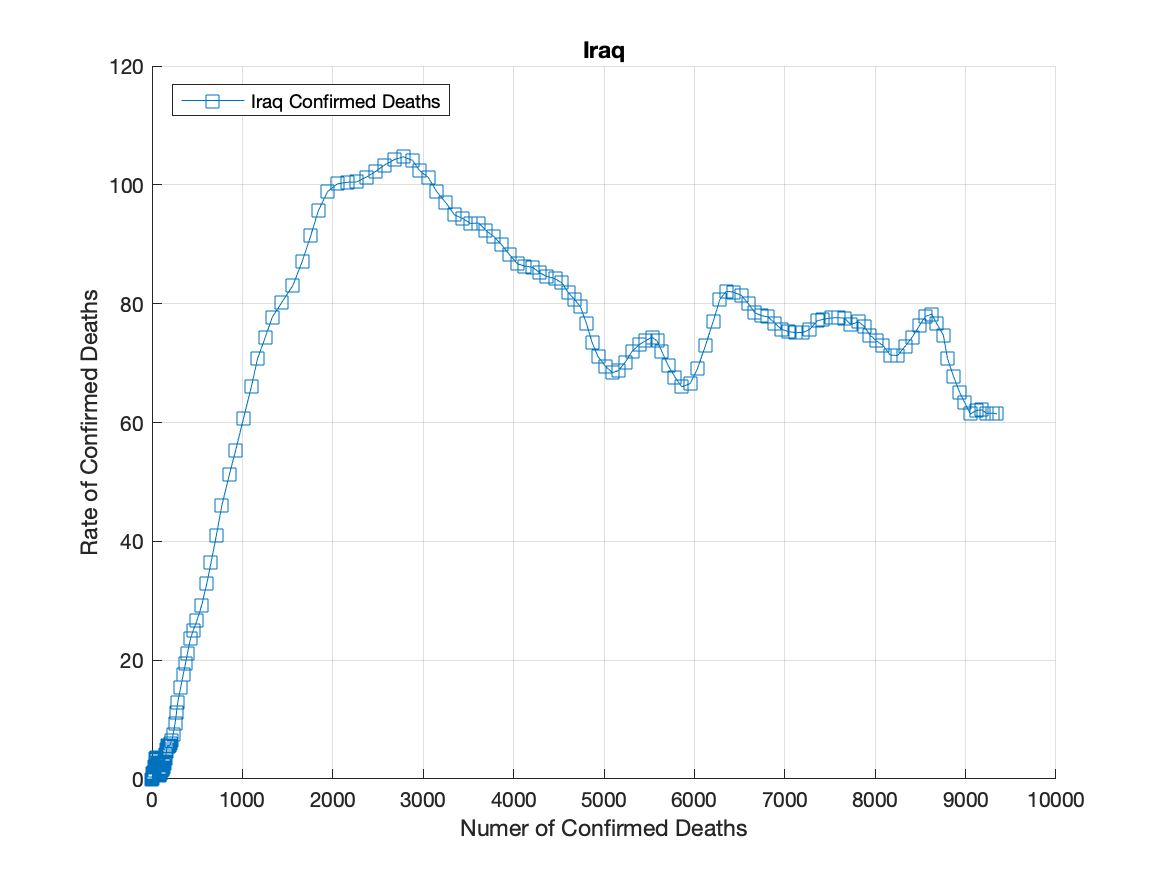 Iraq
Iraq Confirmed Deaths
Rate of Confirmed Deaths
120
100
80
60
40
20
0
0 1000 2000 3000 4000 5000 6000 7000 8000 9000 10000
Numer of Confirmed Deaths